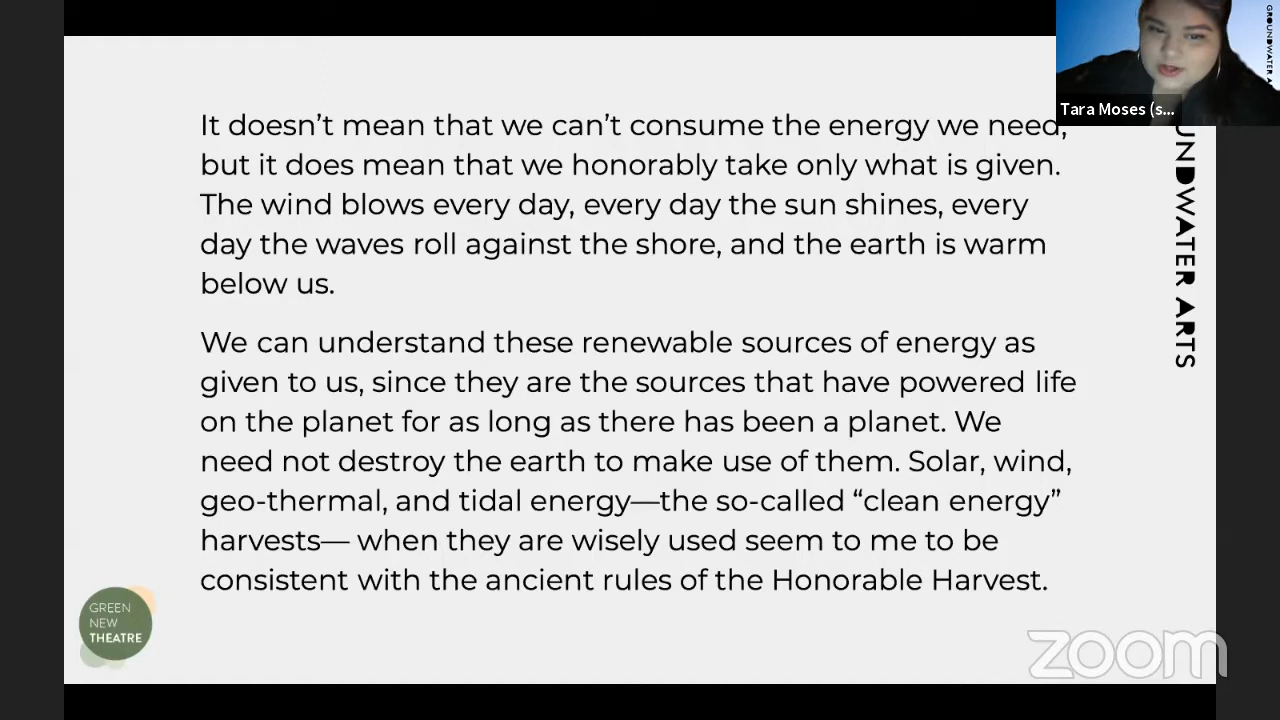 It doesn’t mean that we can’t consume the energy we need,
but it does mean that we honorably take only what is given.
The wind blows every day, every day the sun shines, every
day the waves roll against the shore, and the earth is warm
below us.
We can understand these renewable sources of energy as
given to us, since they are the sources that have powered life
on the planet for as long as there has been a planet. We
need not destroy the earth to make use of them. Solar, wind,
geo-thermal, and tidal energy—the so-called “clean energy”
harvests— when they are wisely used seem to me to be
consistent with the ancient rules of the Honorable Harvest.
GREEN
NEW
THEATRE
Tara Moses (s...
GROUNDWATER A
UNDWATER ARTS
zoom